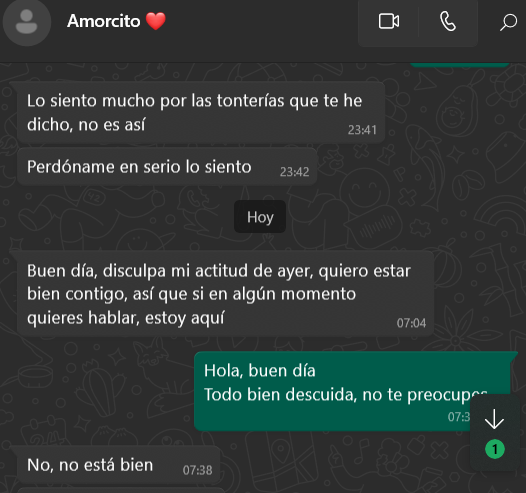 Amorcito ❤️
Lo siento mucho por las tonterías que te he
dicho, no es así
23:41
Perdóname en serio lo siento
23:42
Hoy
Buen día, disculpa mi actitud de ayer, quiero estar
bien contigo, así que si en algún momento
quieres hablar, estoy aquí
07:04
Hola, buen día
Todo bien descuida, no te preocupes
07:3
1
No, no está bien
07:38